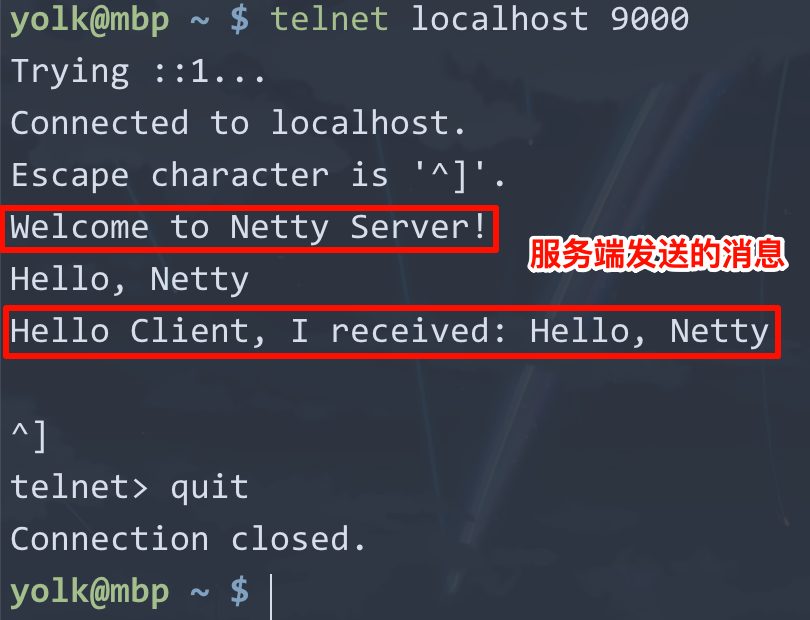 yolk@mbp ~ $ telnet localhost 9000
Trying ::1...
Connected to localhost.
Escape character is '^]'.
Welcome to Netty Server!
服务端发送的消息
Hello, Netty
Hello Client, I received: Hello, Netty
^]
telnet> quit
Connection closed.
yolk@mbp ~ $